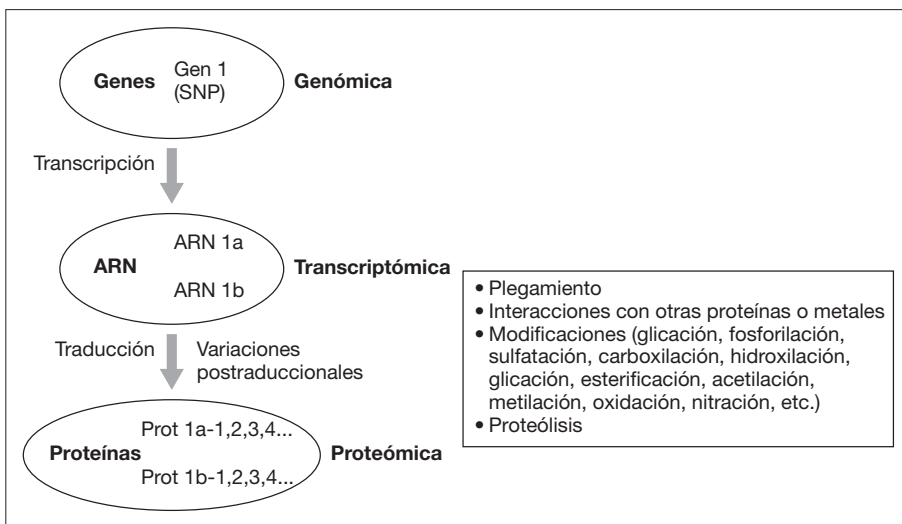 Genes
Gen 1
(SNP)
Genómica
Transcripción
ARN
ARN 1a
ARN 1b
Transcriptómica
Traducción
Variaciones
postraduccionales
• Plegamiento
• Interacciones con otras proteínas o metales
• Modificaciones (glicación, fosforilación,
sulfatación, carboxilación, hidroxilación,
glicación, esterificación, acetilación,
metilación, oxidación, nitración, etc.)
• Proteólisis
Proteínas
Prot 1a-1,2,3,4...
Prot 1b-1,2,3,4...
Proteómica